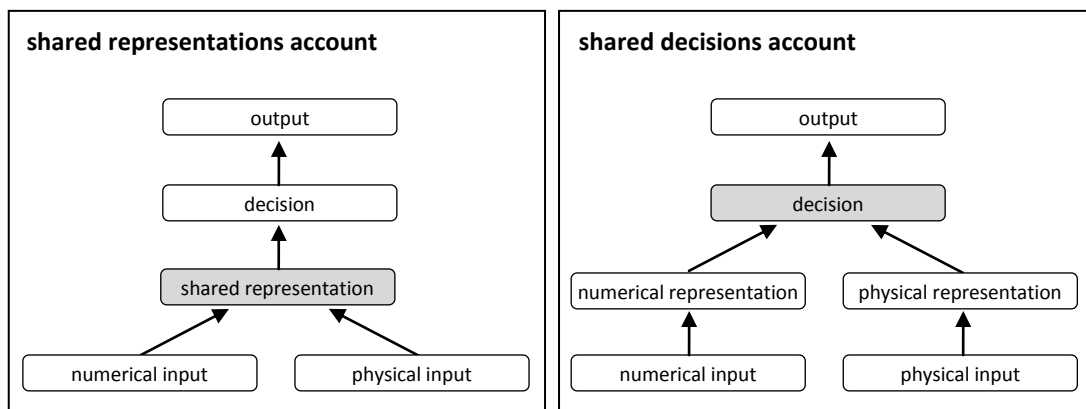 shared representations account
output
decision
shared representation
numerical input
physical input
shared decisions account
output
decision
numerical representation
physical representation
numerical input
physical input